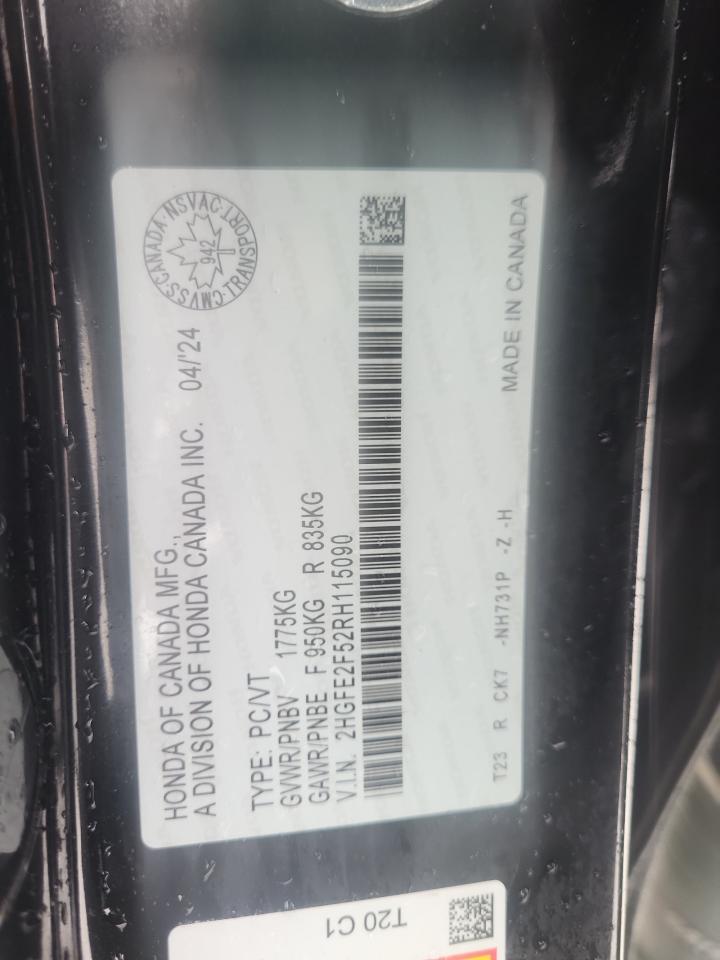 HONDA OF CANADA MFG.,
A DIVISION OF HONDA CANADA INC. 04/'24
CANADA·NSVAC·TRANSPORT·CMVSS·
942
TYPE: PC/VT
GVWR/PNBV 1775KG
GAWR/PNBE F 950KG R 835KG
V.I.N. 2HGFE2F52RH115090
T23 R CK7 -NH731P -Z -H
MADE IN CANADA
T20 C1